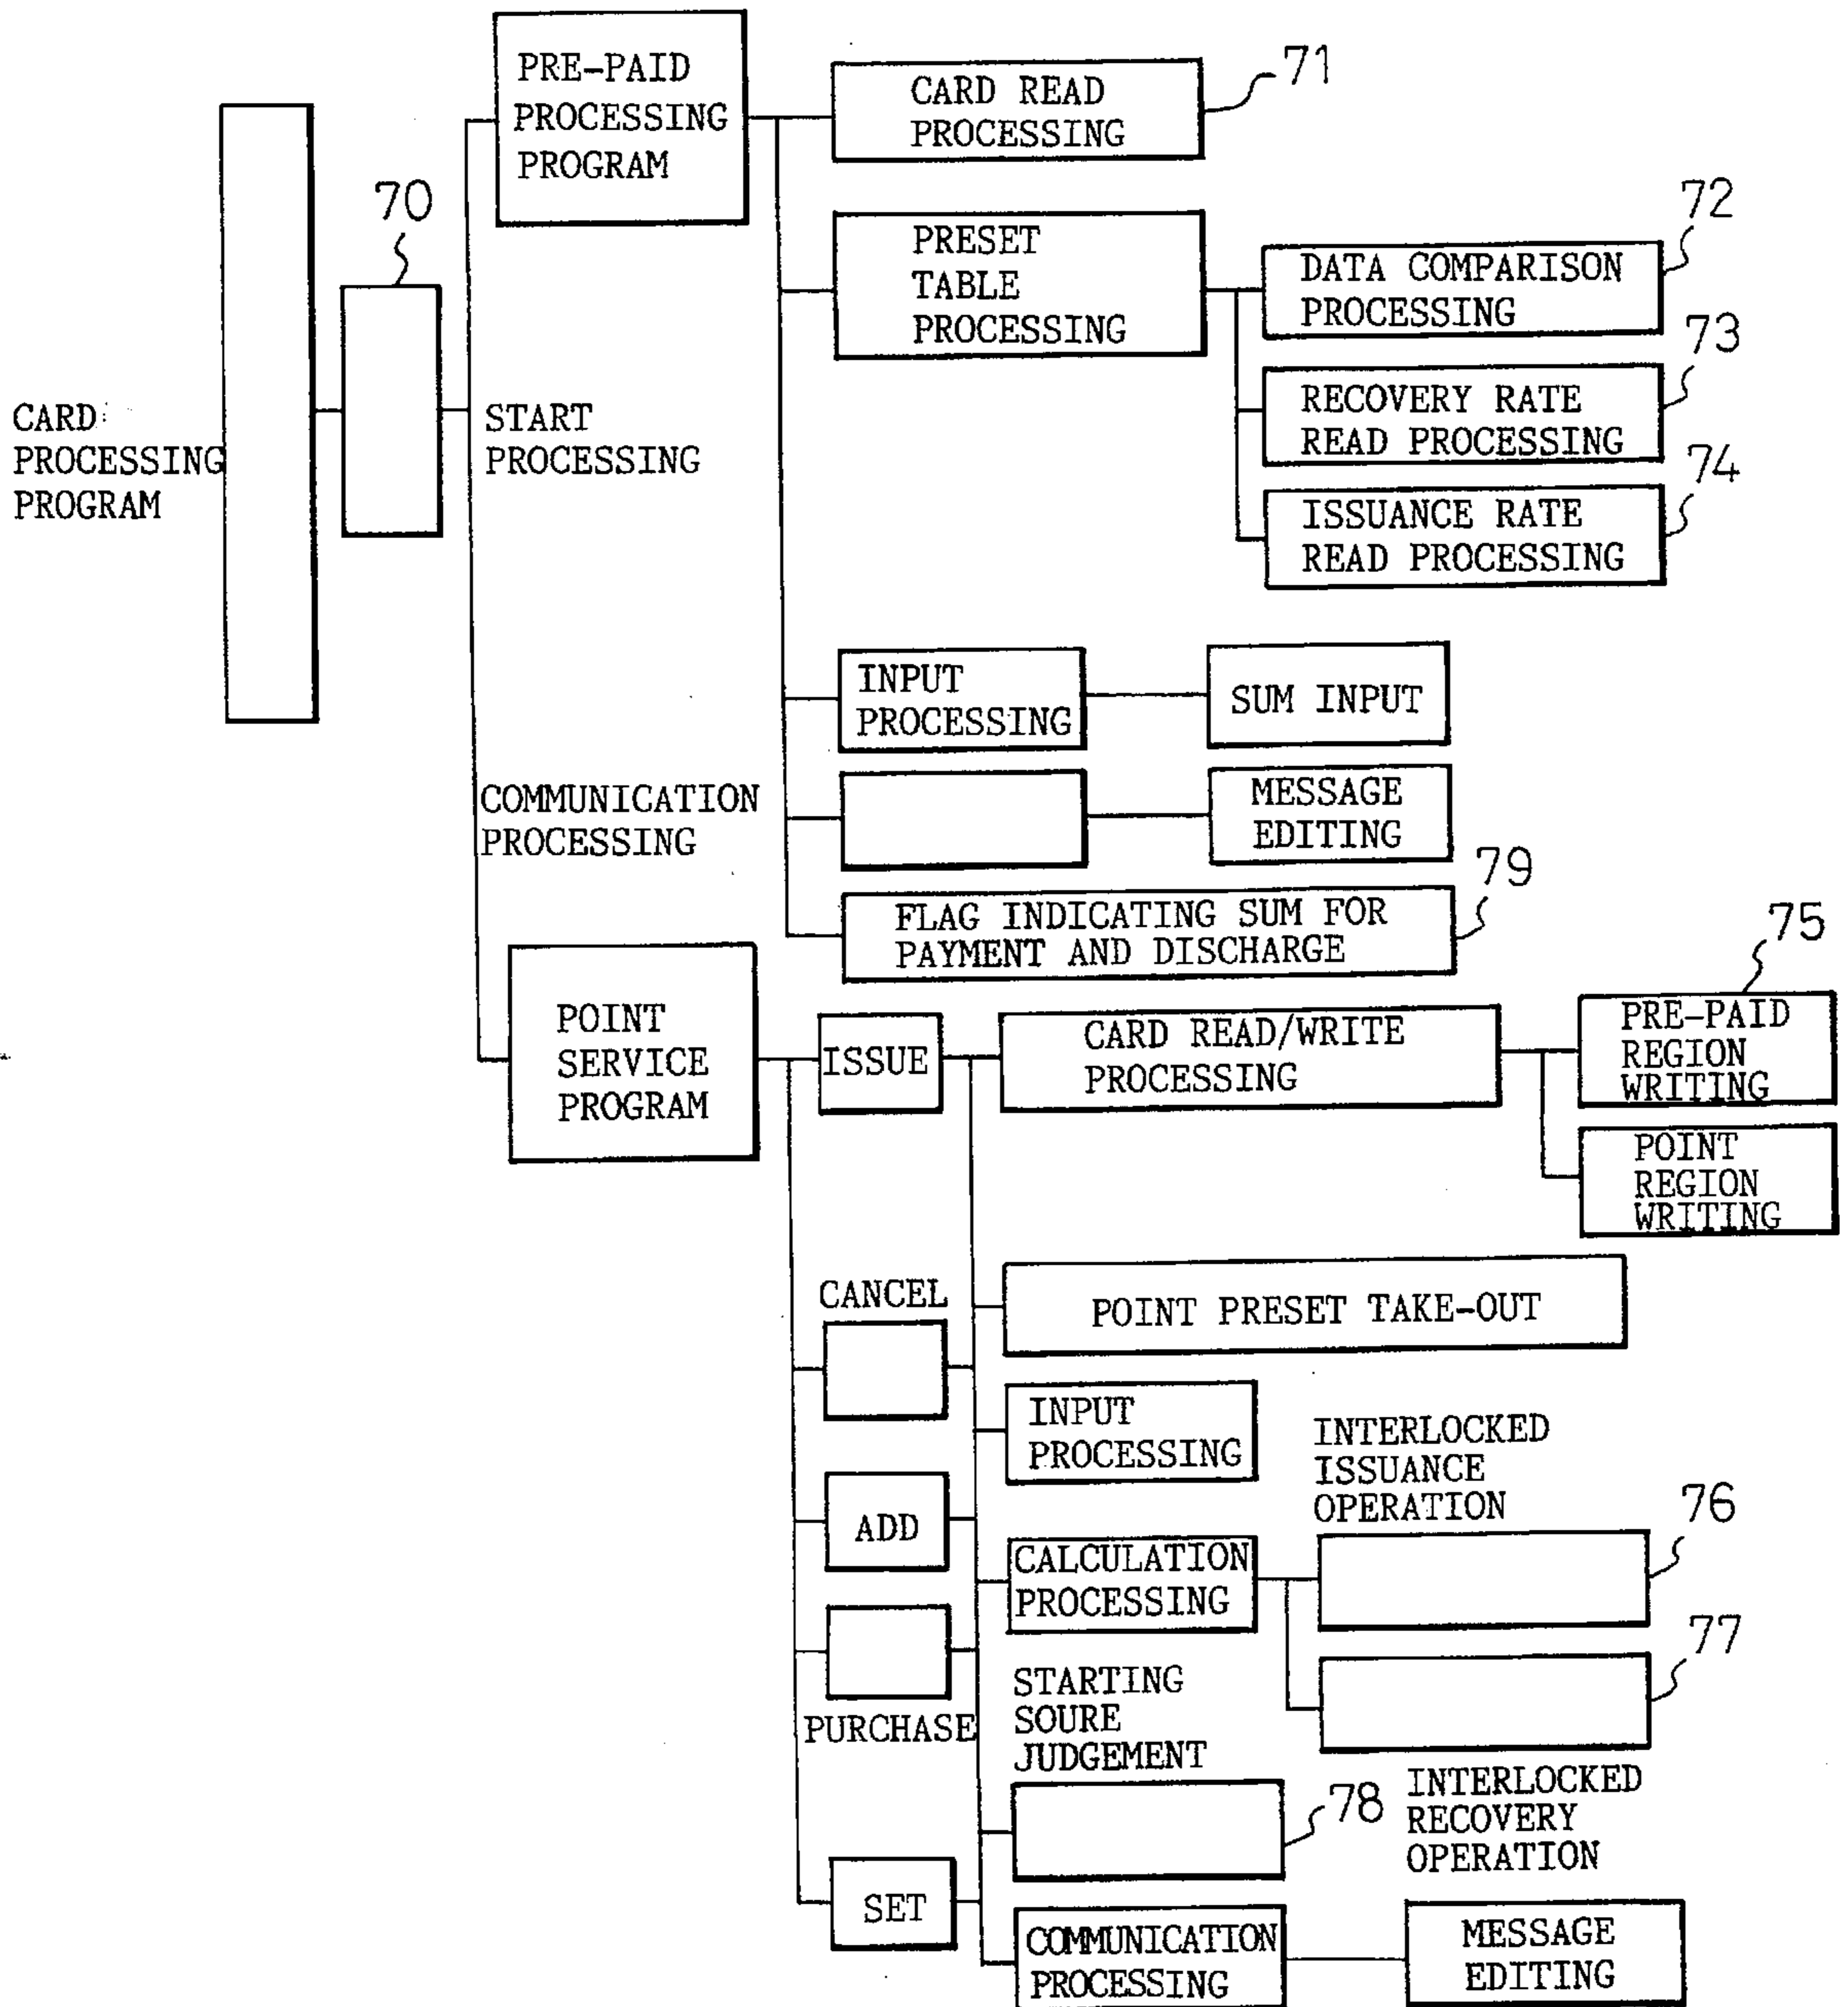 PRE-PAID
PROCESSING
PROGRAM
CARD READ
PROCESSING
71
70
PRESET
TABLE
PROCESSING
72
DATA COMPARISON
PROCESSING
73
RECOVERY RATE
READ PROCESSING
74
ISSUANCE RATE
READ PROCESSING
CARD
PROCESSING
PROGRAM
START
PROCESSING
INPUT
PROCESSING
SUM INPUT
COMMUNICATION
PROCESSING
MESSAGE
EDITING
79
FLAG INDICATING SUM FOR
PAYMENT AND DISCHARGE
75
POINT
SERVICE
PROGRAM
ISSUE
CARD READ/WRITE
PROCESSING
PRE-PAID
REGION
WRITING
POINT
REGION
WRITING
CANCEL
POINT PRESET TAKE-OUT
INPUT
PROCESSING
INTERLOCKED
ISSUANCE
OPERATION
76
ADD
CALCULATION
PROCESSING
77
PURCHASE
STARTING
SOURE
JUDGEMENT
78
INTERLOCKED
RECOVERY
OPERATION
SET
COMMUNICATION
PROCESSING
MESSAGE
EDITING